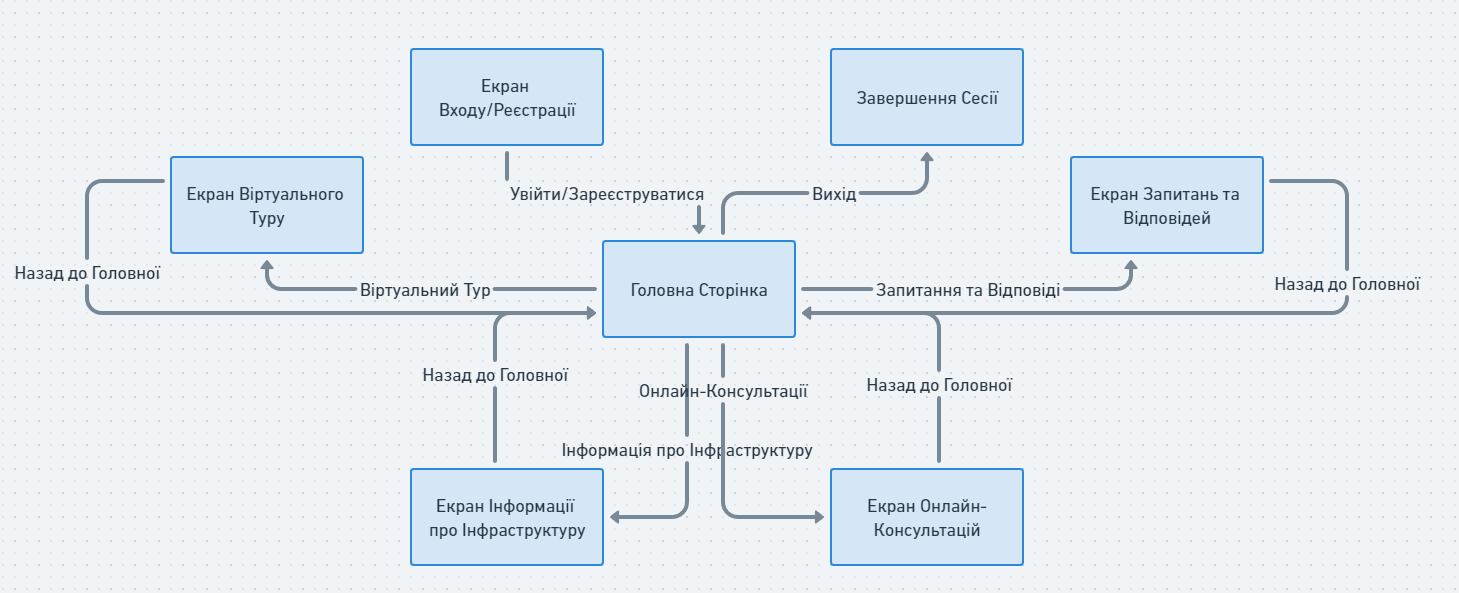 Екран
Входу/Реєстрації
Завершення Сесії
Екран Віртуального
Туру
Увійти/Зареєструватися
Вихід
Екран Запитань та
Відповідей
Назад до Головної
Віртуальний Тур
Головна Сторінка
Запитання та Відповіді
Назад до Головної
Назад до Головної
Онлайн-Консультації
Назад до Головної
Інформація про Інфраструктуру
Екран Інформації
про Інфраструктуру
Екран Онлайн-
Консультацій